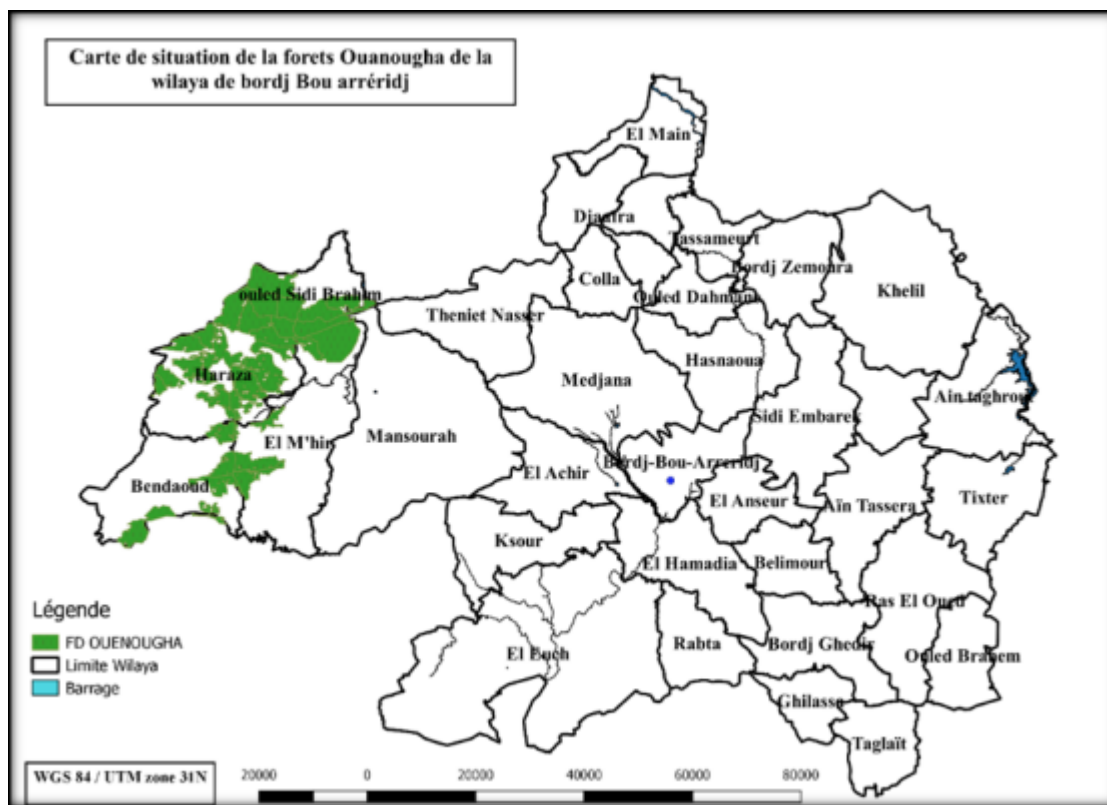 Carte de situation de la forets Ouanougha de la
wilaya de bordj Bou arréridj
El Main
Djaafra
Tassameurt
Bordj Zemoura
Colla
Ouled Dahmane
Khelil
ouled Sidi Brahim
Theniet Nasser
Hasnaoua
Haraza
Medjana
Ain taghrout
Sidi Embarek
El M'hir
Mansourah
Bordj-Bou-Arreridj
El Achir
Bendaoud
El Anseur
Aïn Tassera
Tixter
Ksour
El Hamadia
Belimour
Ras El Oued
Rabta
Bordj Ghedir
El Euch
Ouled Brahem
Ghilassa
Taglaït
Légende
FD OUENOUGHA
Limite Wilaya
Barrage
WGS 84 / UTM zone 31N
20000 0 20000 40000 60000 80000